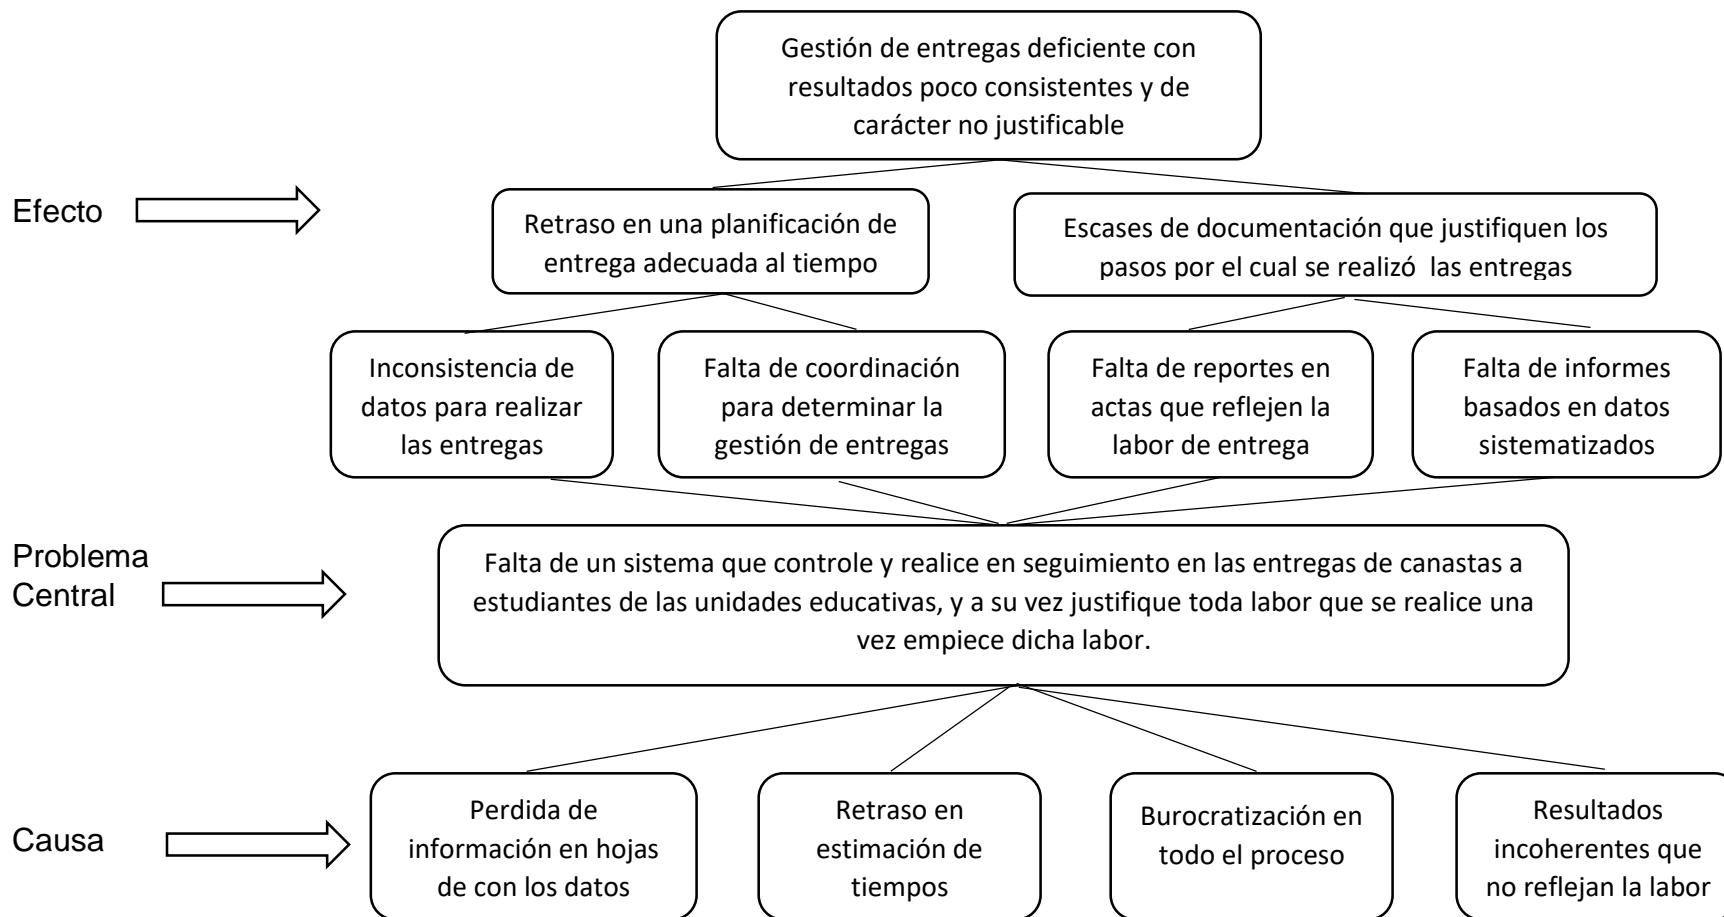 Gestión de entregas deficiente con
resultados poco consistentes y de
carácter no justificable
Efecto
Retraso en una planificación de
entrega adecuada al tiempo
Escases de documentación que justifiquen los
pasos por el cual se realizó  las entregas
Inconsistencia de
datos para realizar
las entregas
Falta de coordinación
para determinar la
gestión de entregas
Falta de reportes en
actas que reflejen la
labor de entrega
Falta de informes
basados en datos
sistematizados
Problema
Central
Falta de un sistema que controle y realice en seguimiento en las entregas de canastas a
estudiantes de las unidades educativas, y a su vez justifique toda labor que se realice una
vez empiece dicha labor.
Causa
Perdida de
información en hojas
de con los datos
Retraso en
estimación de
tiempos
Burocratización en
todo el proceso
Resultados
incoherentes que
no reflejan la labor